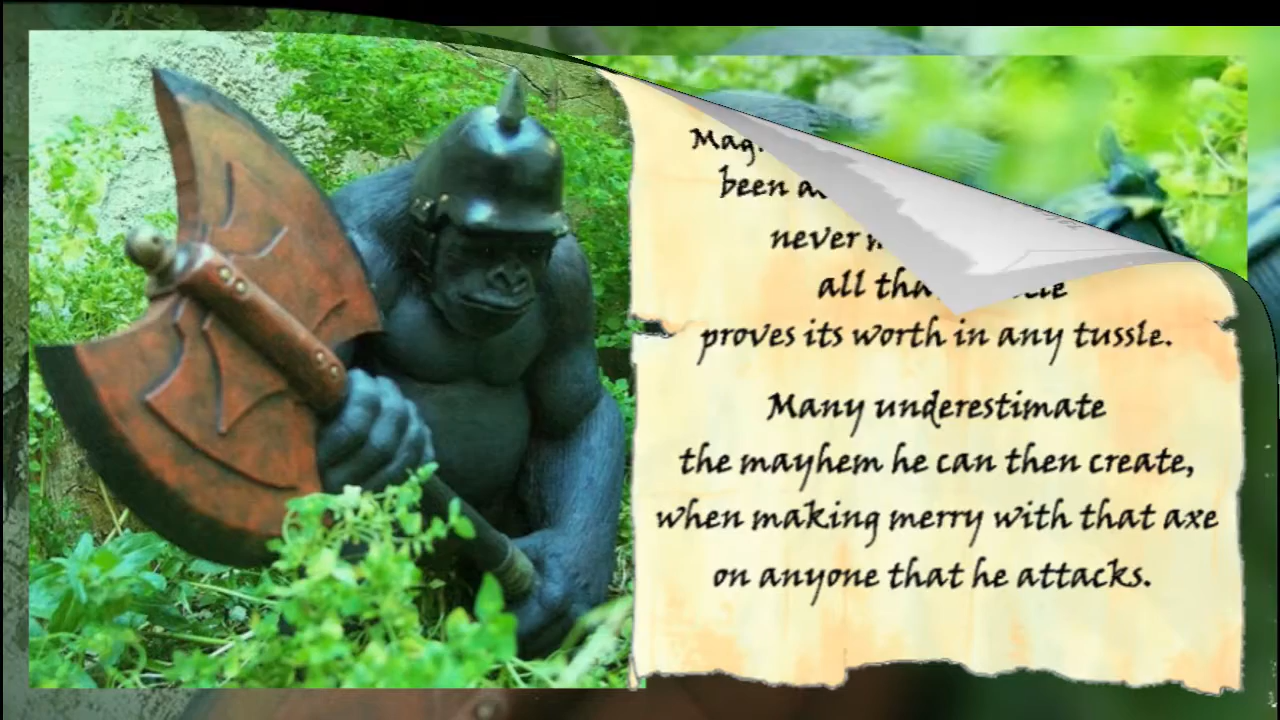 been
never
all
proves its worth in any tussle.
Many underestimate
the mayhem he can then create,
when making merry with that axe
on anyone that he attacks.